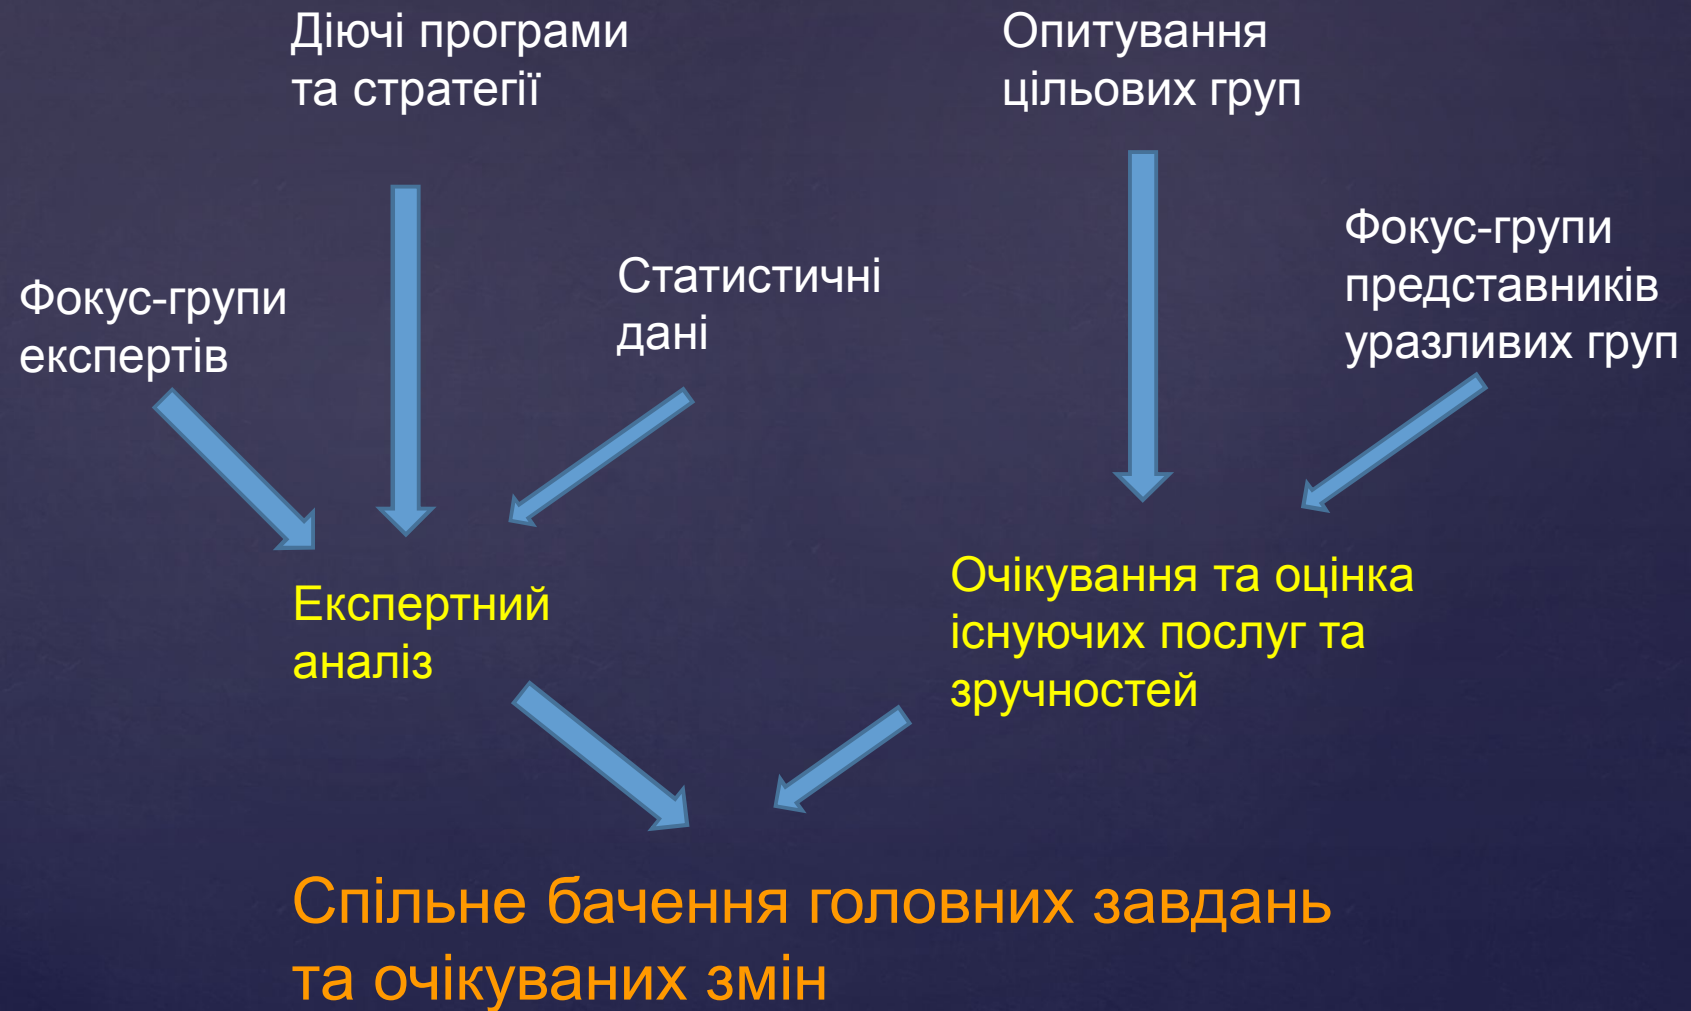 Діючі програми
та стратегії
Опитування
цільових груп
Фокус-групи
експертів
Статистичні
дані
Фокус-групи
представників
уразливих груп
Експертний
аналіз
Очікування та оцінка
існуючих послуг та
зручностей
Спільне бачення головних завдань
та очікуваних змін